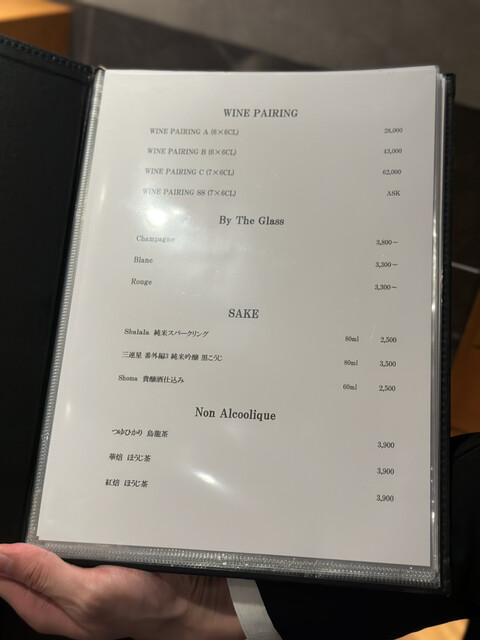 WINE PAIRING
WINE PAIRING A (6×6CL) 28,000
WINE PAIRING B (6×6CL) 43,000
WINE PAIRING C (7×6CL) 62,000
WINE PAIRING SS (7×6CL) ASK
By The Glass
Champagne 3,800~
Blanc 3,300~
Rouge 3,300~
SAKE
Shalala 純米スパークリング 80ml 2,500
三連星 番外編3 純米吟醸 黒こうじ 80ml 3,500
Shoma 貴醸酒仕込み 60ml 2,500
Non Alcoolique
つゆひかり 烏龍茶 3,900
華焙 ほうじ茶 3,900
紅焙 ほうじ茶 3,900